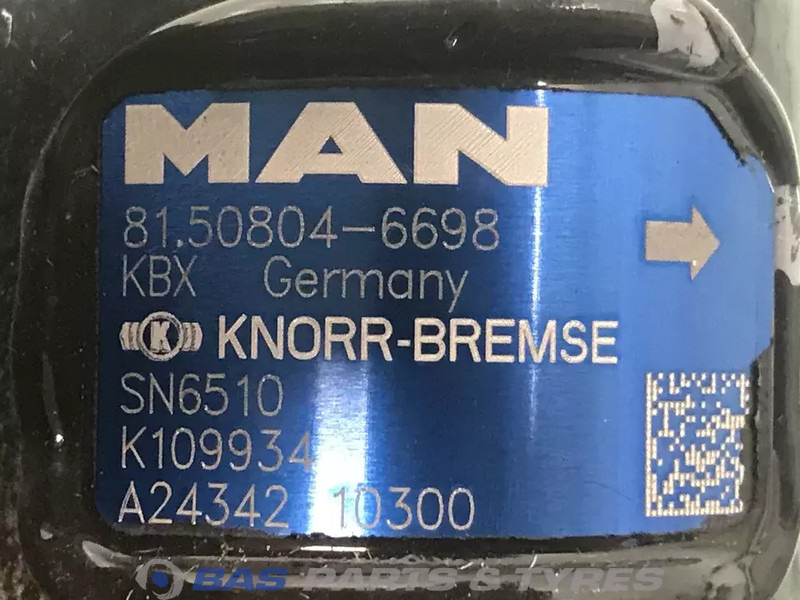 MAN
81.50804-6698
KBX Germany
K KNORR-BREMSE
SN6510
K109934
A24342 10300
BAS PARTS & TYRES